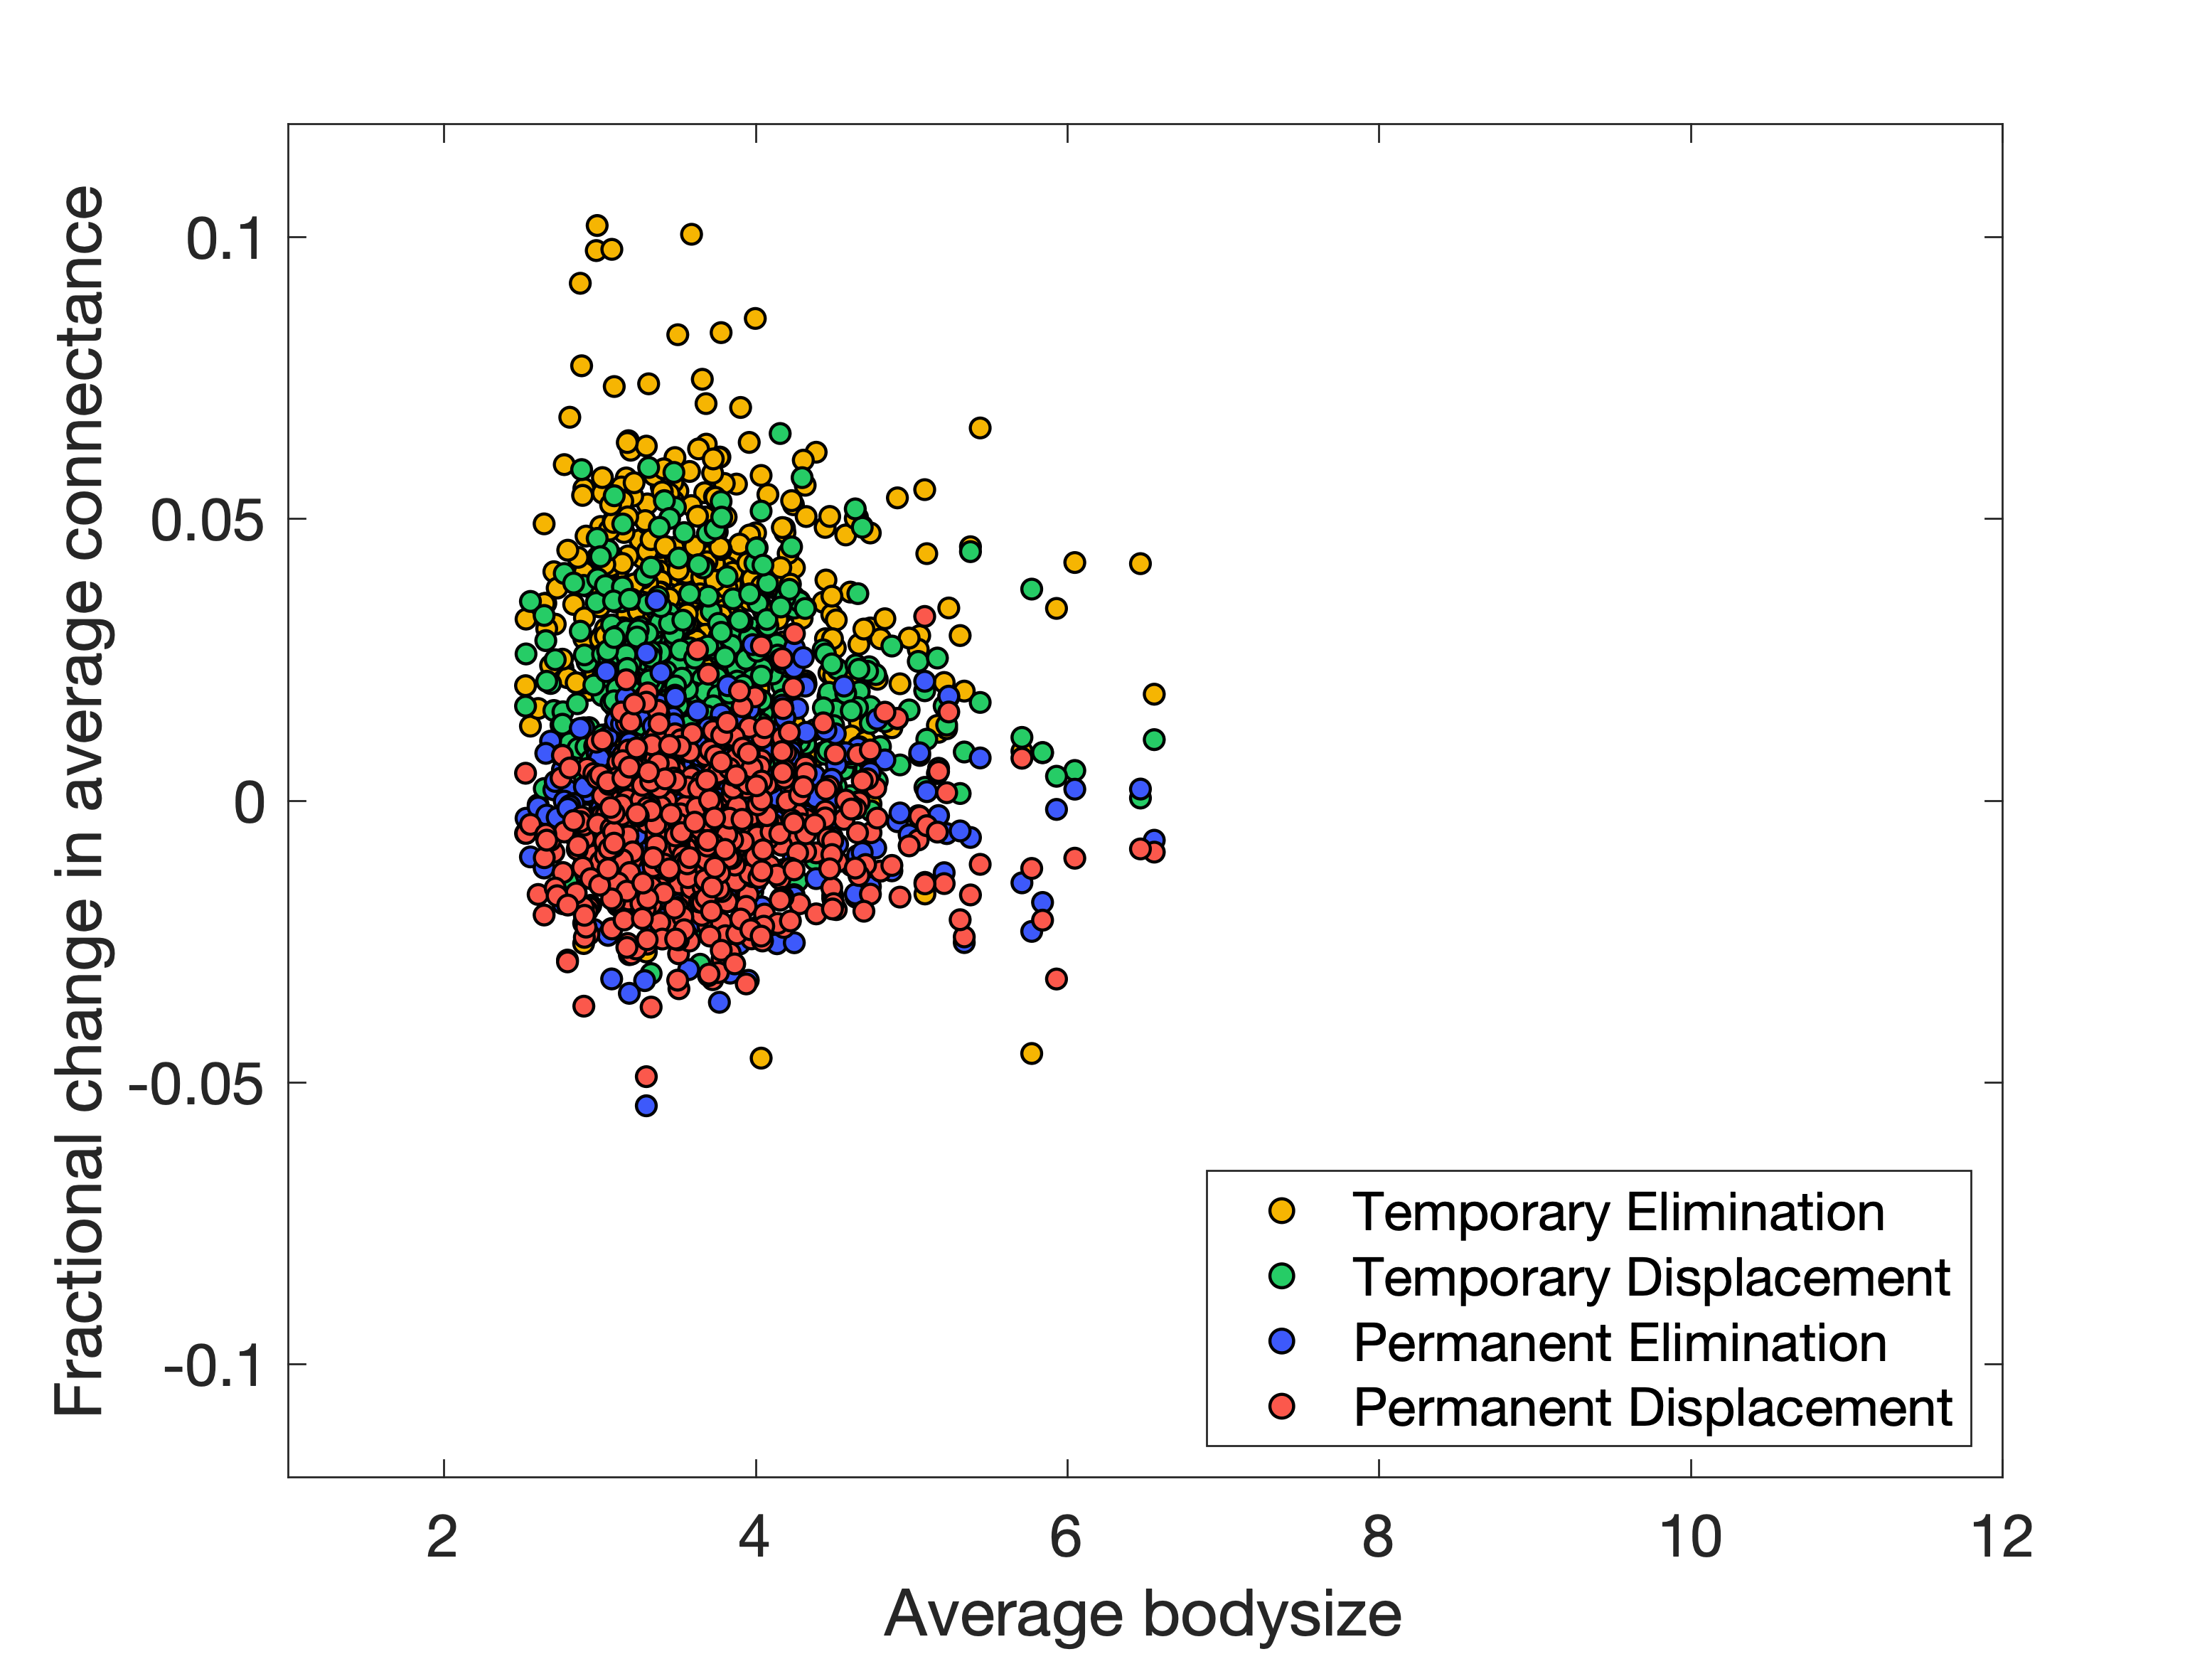 Fractional change in average connectance
0.1
0.05
0
-0.05
-0.1
2 4 6 8 10 12
Average bodysize
Temporary Elimination
Temporary Displacement
Permanent Elimination
Permanent Displacement